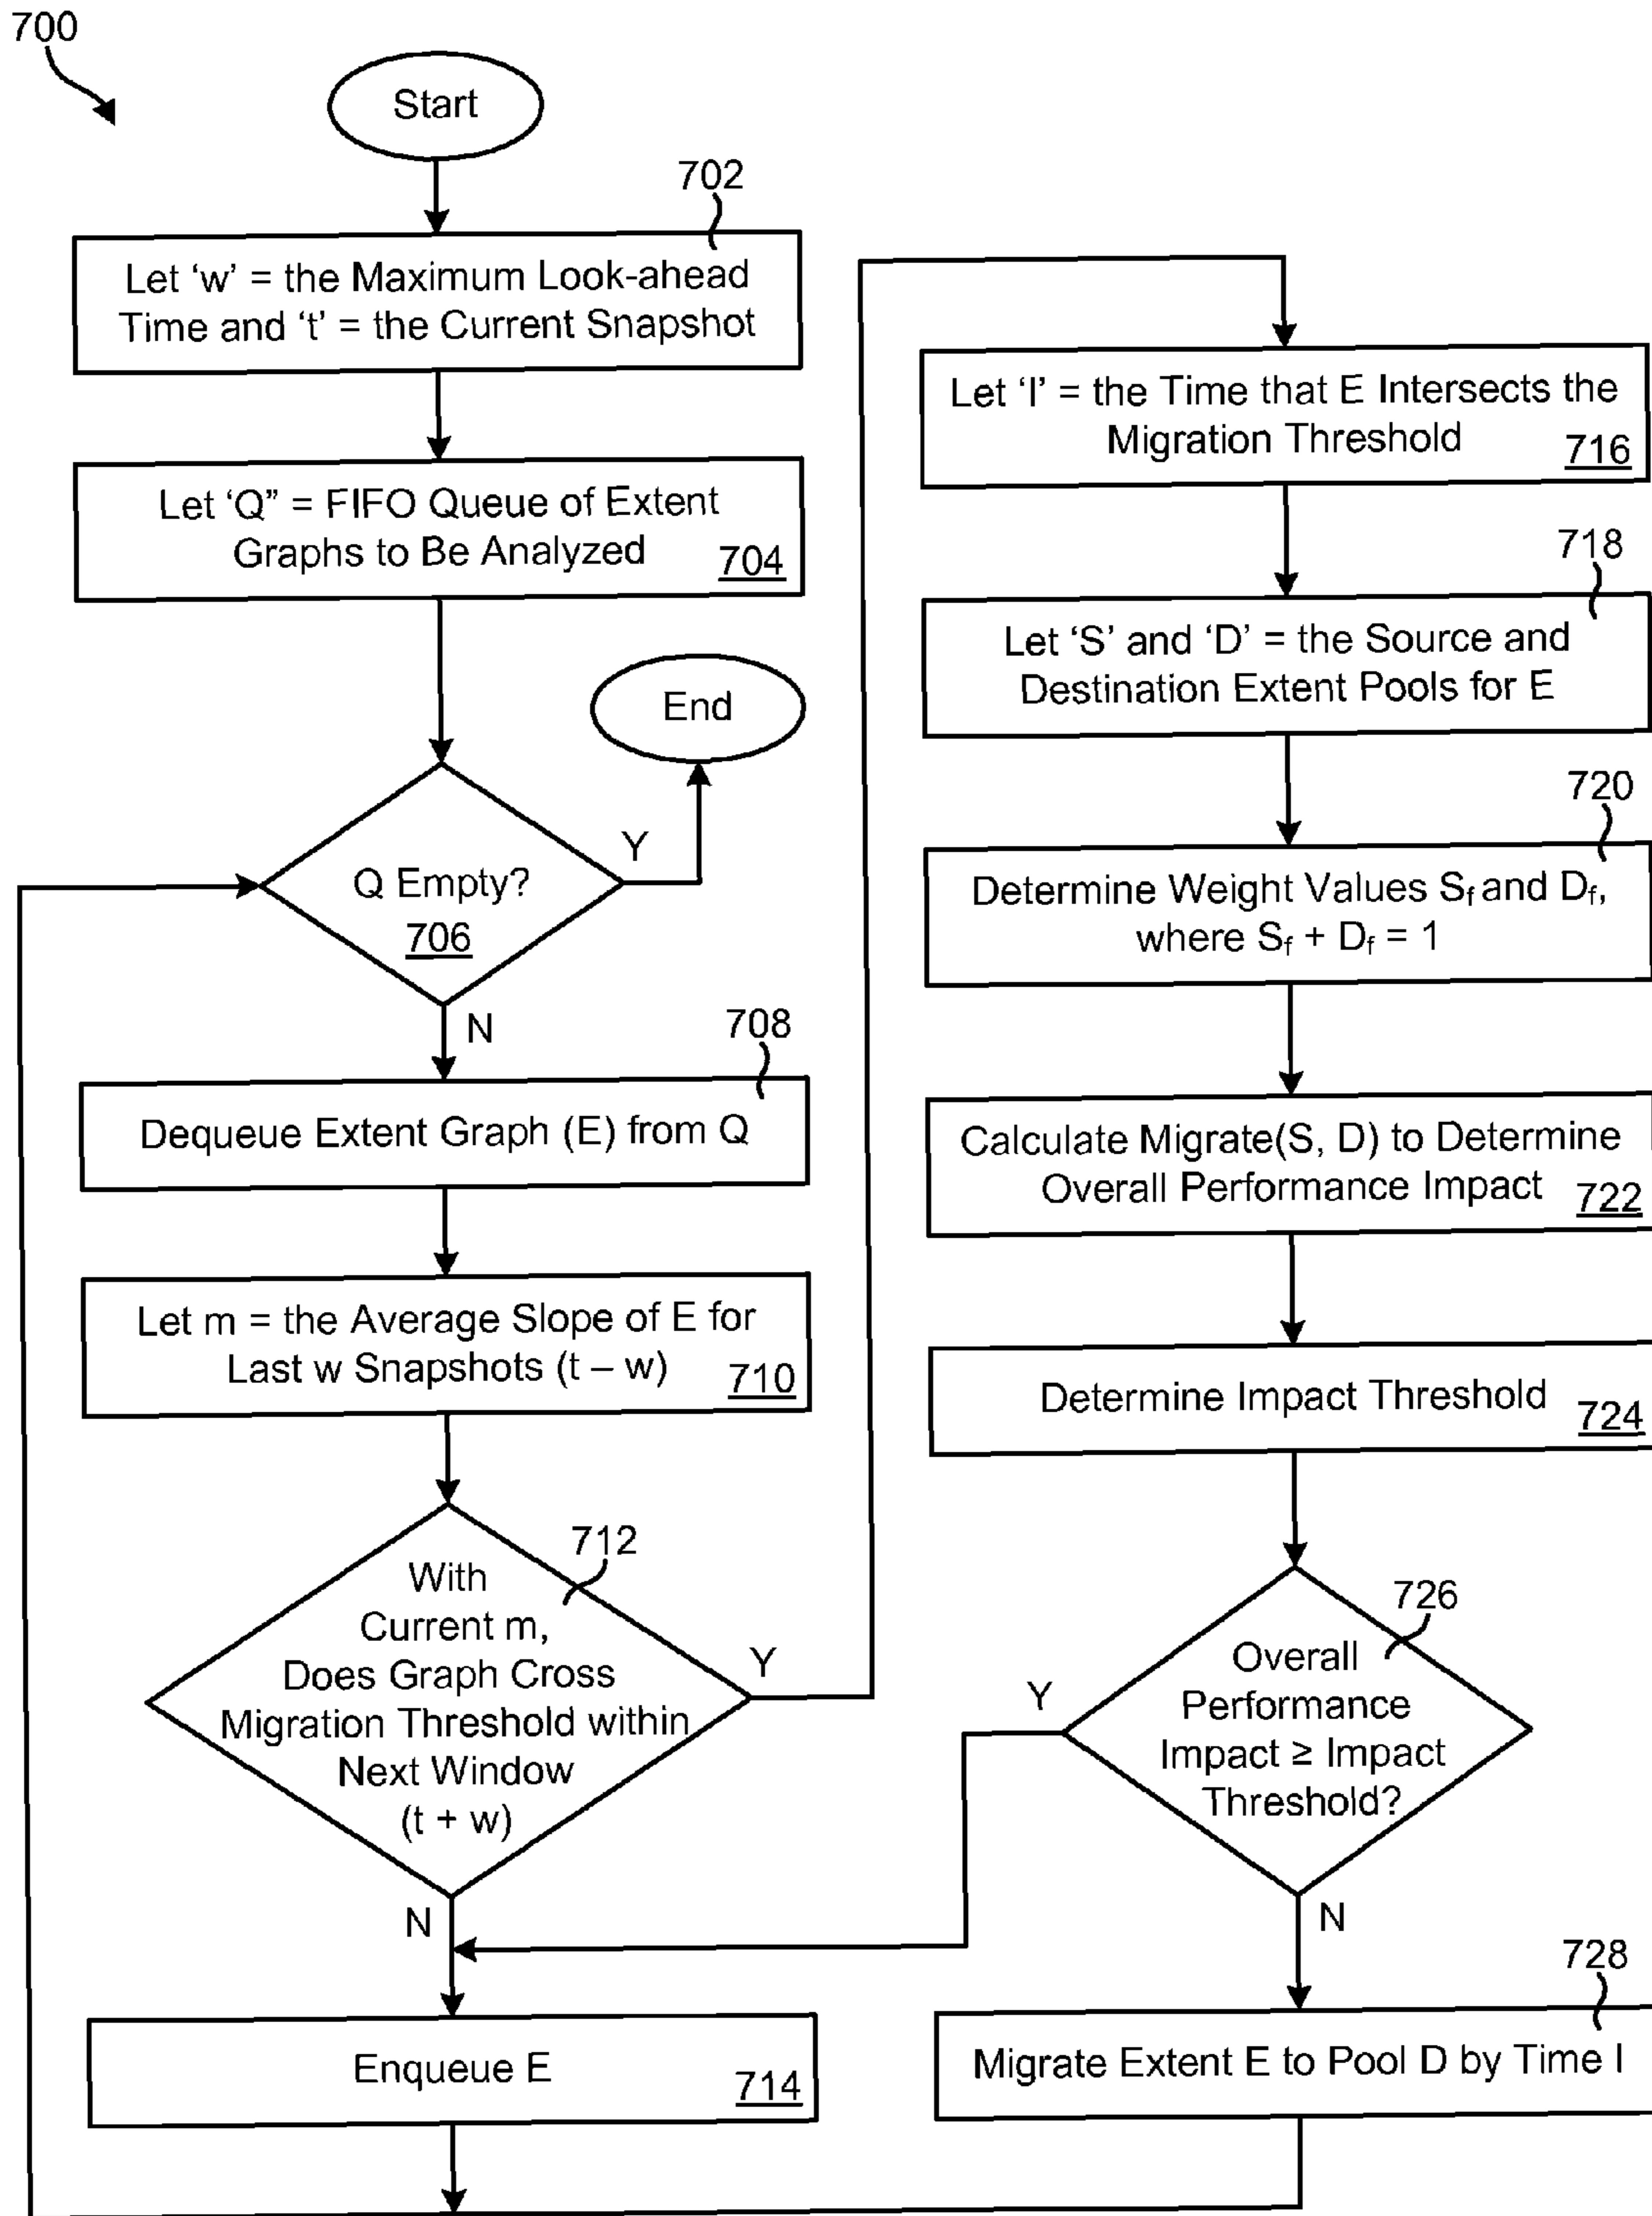 700
Start
702
Let ‘w’ = the Maximum Look-ahead
Time and ‘t’ = the Current Snapshot
Let ‘Q” = FIFO Queue of Extent
Graphs to Be Analyzed
704
End
Q Empty?
706
Y
N
708
Dequeue Extent Graph (E) from Q
Let m = the Average Slope of E for
Last w Snapshots (t – w)
710
712
With
Current m,
Does Graph Cross
Migration Threshold within
Next Window
(t + w)
Y
N
Enqueue E
714
Let ‘I’ = the Time that E Intersects the
Migration Threshold
716
718
Let ‘S’ and ‘D’ = the Source and
Destination Extent Pools for E
720
Determine Weight Values Sf and Df,
where Sf + Df = 1
Calculate Migrate(S, D) to Determine
Overall Performance Impact
722
Determine Impact Threshold
724
726
Overall
Performance
Impact ≥ Impact
Threshold?
Y
N
728
Migrate Extent E to Pool D by Time I